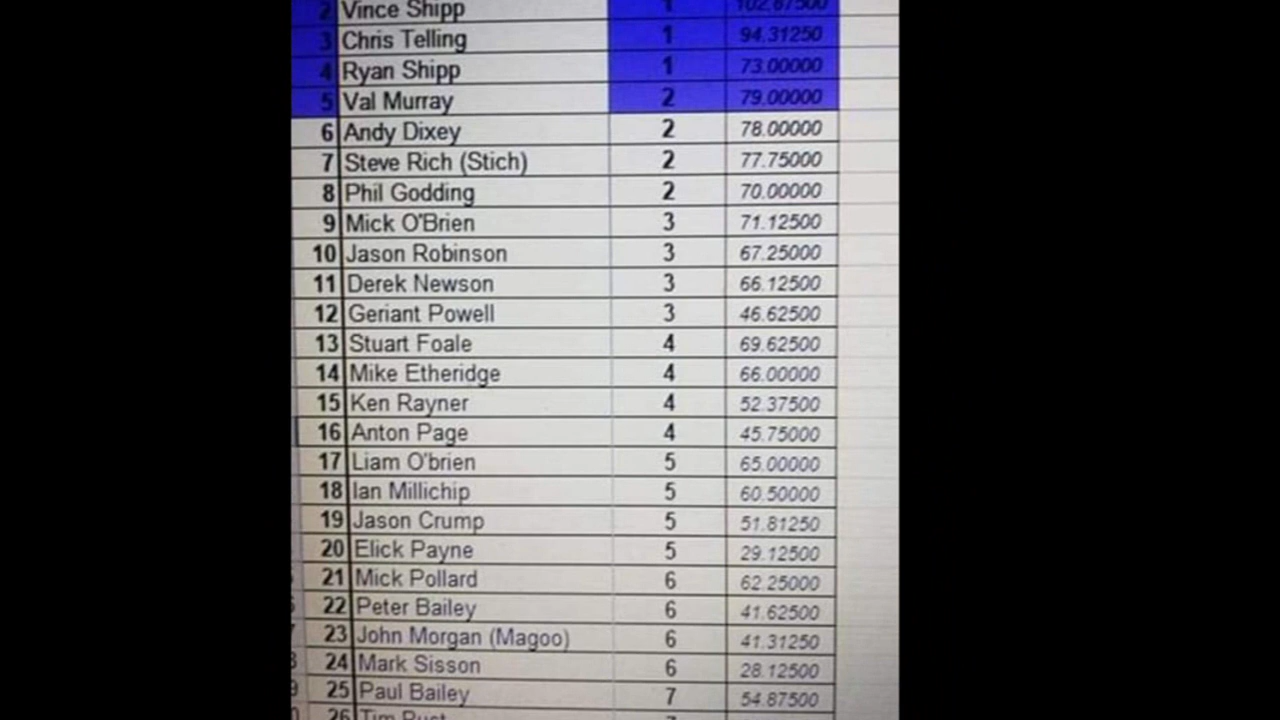 2 Vince Shipp 1 102.87500
3 Chris Telling 1 94.31250
4 Ryan Shipp 1 73.00000
5 Val Murray 2 79.00000
6 Andy Dixey 2 78.00000
7 Steve Rich (Stich) 2 77.75000
8 Phil Godding 2 70.00000
9 Mick O'Brien 3 71.12500
10 Jason Robinson 3 67.25000
11 Derek Newson 3 66.12500
12 Geriant Powell 3 46.62500
13 Stuart Foale 4 69.62500
14 Mike Etheridge 4 66.00000
15 Ken Rayner 4 52.37500
16 Anton Page 4 45.75000
17 Liam O'brien 5 65.00000
18 Ian Millichip 5 60.50000
19 Jason Crump 5 51.81250
20 Elick Payne 5 29.12500
21 Mick Pollard 6 62.25000
22 Peter Bailey 6 41.62500
23 John Morgan (Magoo) 6 41.31250
24 Mark Sisson 6 28.12500
25 Paul Bailey 7 54.87500
26 Tim